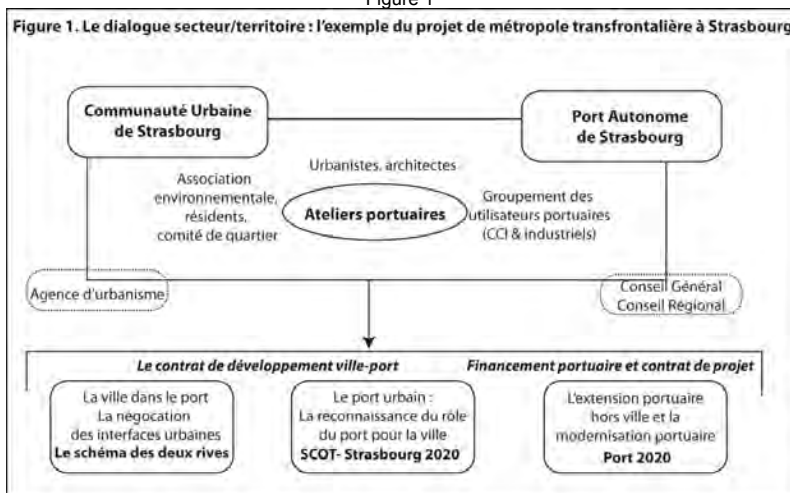 Figure 1
Figure 1. Le dialogue secteur/territoire : l'exemple du projet de métropole transfrontalière à Strasbourg
Communauté Urbaine
de Strasbourg
Port Autonome
de Strasbourg
Urbanistes, architectes
Association
environnementale,
résidents,
comité de quartier
Ateliers portuaires
Groupement des
utilisateurs portuaires
(CCI & industriels)
Agence d'urbanisme
Conseil Général
Conseil Régional
Le contrat de développement ville-port
Financement portuaire et contrat de projet
La ville dans le port
La négocation
des interfaces urbaines
Le schéma des deux rives
Le port urbain :
La reconnaissance du rôle
du port pour la ville
SCOT- Strasbourg 2020
L'extension portuaire
hors ville et la
modernisation portuaire
Port 2020